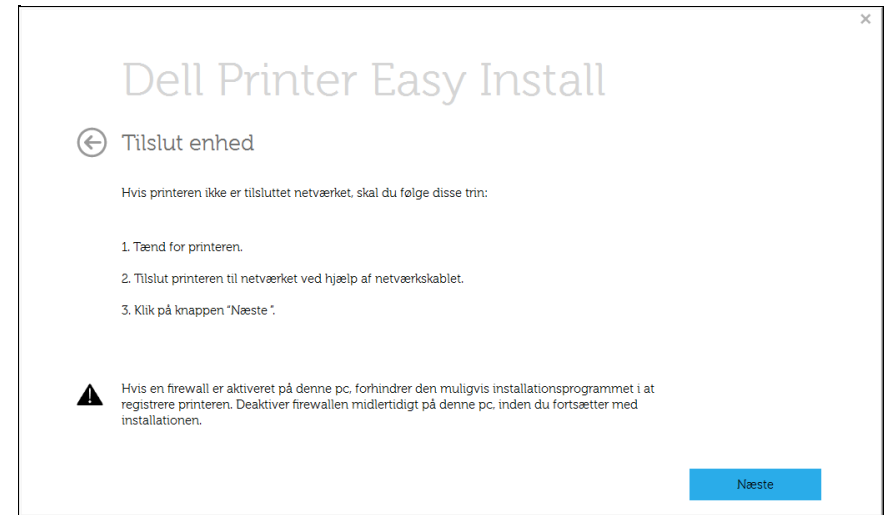 Dell Printer Easy Install
Tilslut enhed
Hvis printeren ikke er tilsluttet netværket, skal du følge disse trin:
1. Tænd for printeren.
2. Tilslut printeren til netværket ved hjælp af netværkskablet.
3. Klik på knappen "Næste ".
Hvis en firewall er aktiveret på denne pc, forhindrer den muligvis installationsprogrammet i at
registrere printeren. Deaktiver firewallen midlertidigt på denne pc, inden du fortsætter med
installationen.
Næste